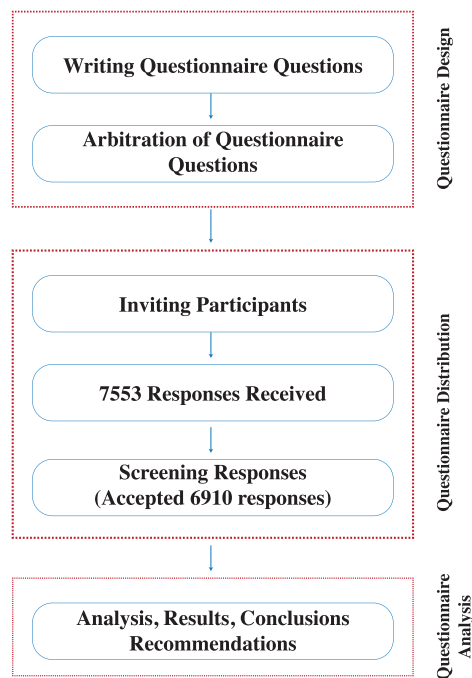 Writing Questionnaire Questions
Arbitration of Questionnaire
Questions
Questionnaire Design
Inviting Participants
7553 Responses Received
Screening Responses
(Accepted 6910 responses)
Questionnaire Distribution
Analysis, Results, Conclusions
Recommendations
Questionnaire
Analysis